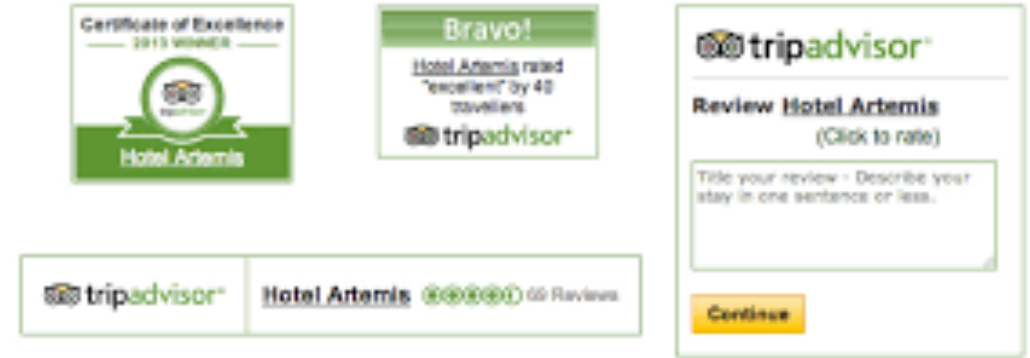 Certificate of Excellence
2013 WINNER
Hotel Artemis
Bravo!
Hotel Artemis rated
"excellent" by 40
travellers
tripadvisor
tripadvisor
Review Hotel Artemis
(Click to rate)
Title your review - Describe your
stay in one sentence or less.
Continue
tripadvisor
Hotel Artemis 69 Reviews